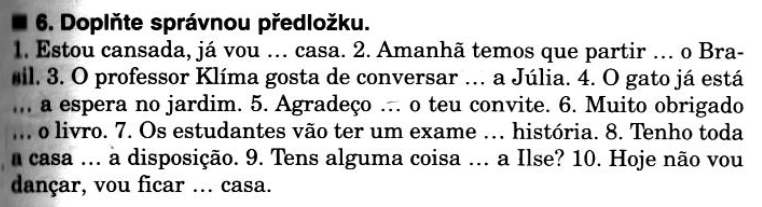 ■ 6. Doplňte správnou předložku.
1. Estou cansada, já vou ... casa. 2. Amanhã temos que partir ... o Bra-
sil. 3. O professor Klíma gosta de conversar ... a Júlia. 4. O gato já está
... a espera no jardim. 5. Agradeço ... o teu convite. 6. Muito obrigado
... o livro. 7. Os estudantes vão ter um exame ... história. 8. Tenho toda
a casa ... à disposição. 9. Tens alguma coisa ... a Ilse? 10. Hoje não vou
dançar, vou ficar ... casa.